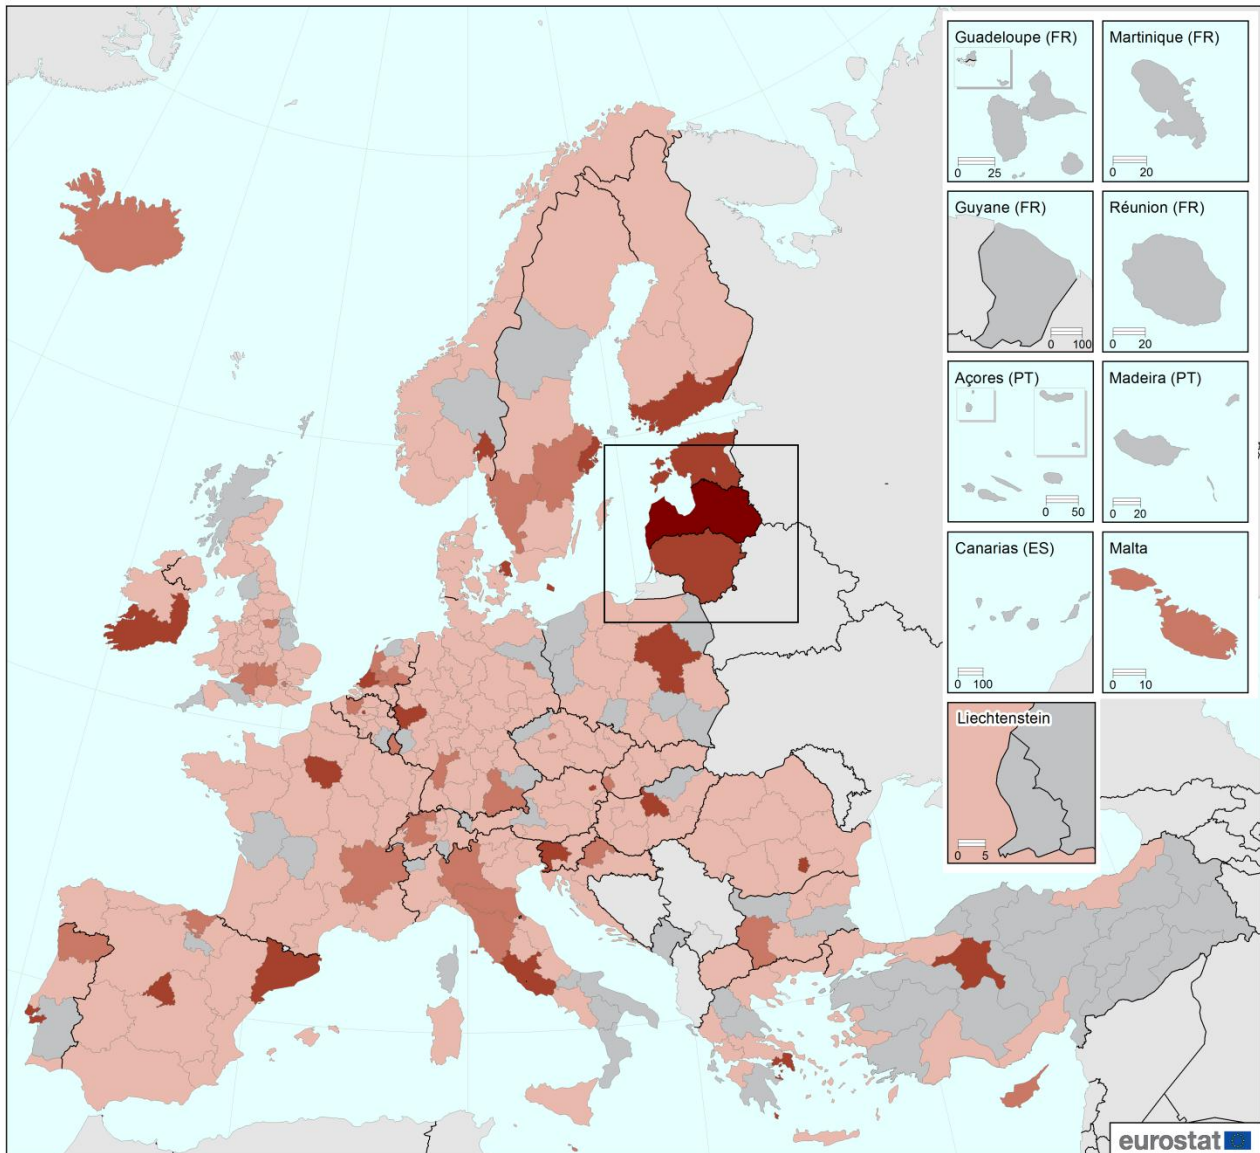 Guadeloupe (FR)
0 25
Martinique (FR)
0 20
Guyane (FR)
0 100
Réunion (FR)
0 20
Açores (PT)
0 50
Madeira (PT)
0 20
Canarias (ES)
0 100
Malta
0 10
Liechtenstein
0 5
eurostat